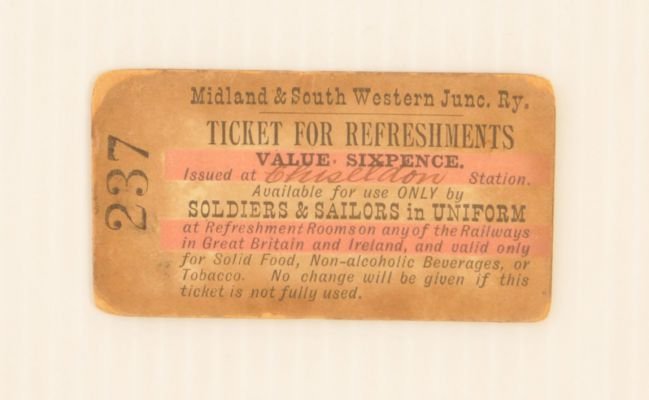 Midland & South Western Junc. Ry.
TICKET FOR REFRESHMENTS
VALUE SIXPENCE.
Issued at Chiseldon Station.
Available for use ONLY by
SOLDIERS & SAILORS in UNIFORM
at Refreshment Rooms on any of the Railways
in Great Britain and Ireland, and valid only
for Solid Food, Non-alcoholic Beverages, or
Tobacco. No change will be given if this
ticket is not fully used.
237